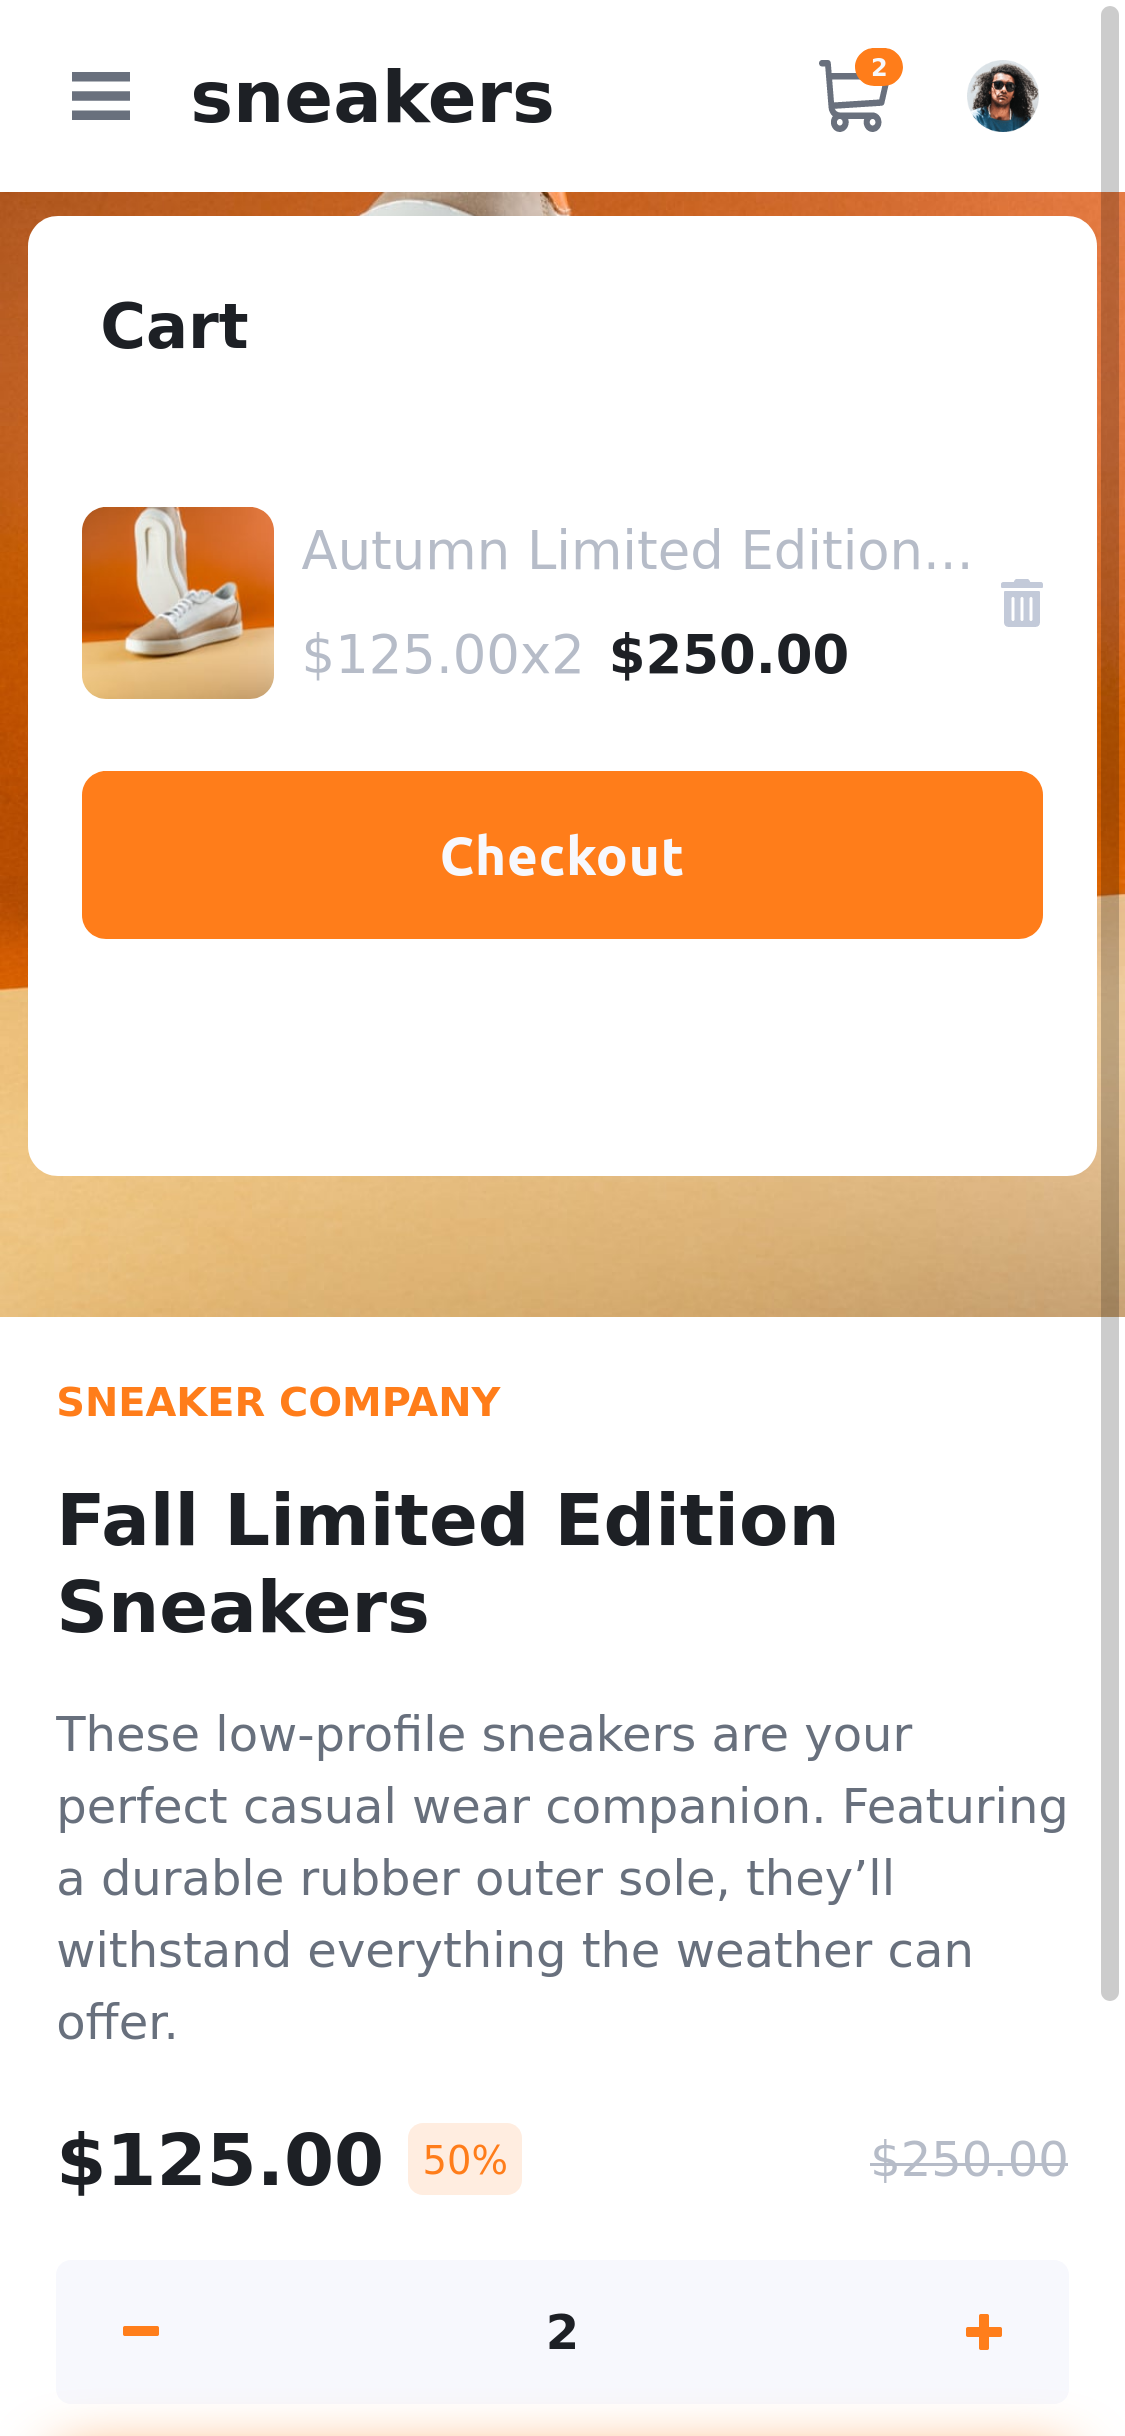 sneakers
2
Cart
Autumn Limited Edition...
$125.00x2 $250.00
Checkout
SNEAKER COMPANY
Fall Limited Edition
Sneakers
These low-profile sneakers are your
perfect casual wear companion. Featuring
a durable rubber outer sole, they’ll
withstand everything the weather can
offer.
$125.00 50% $250.00
2